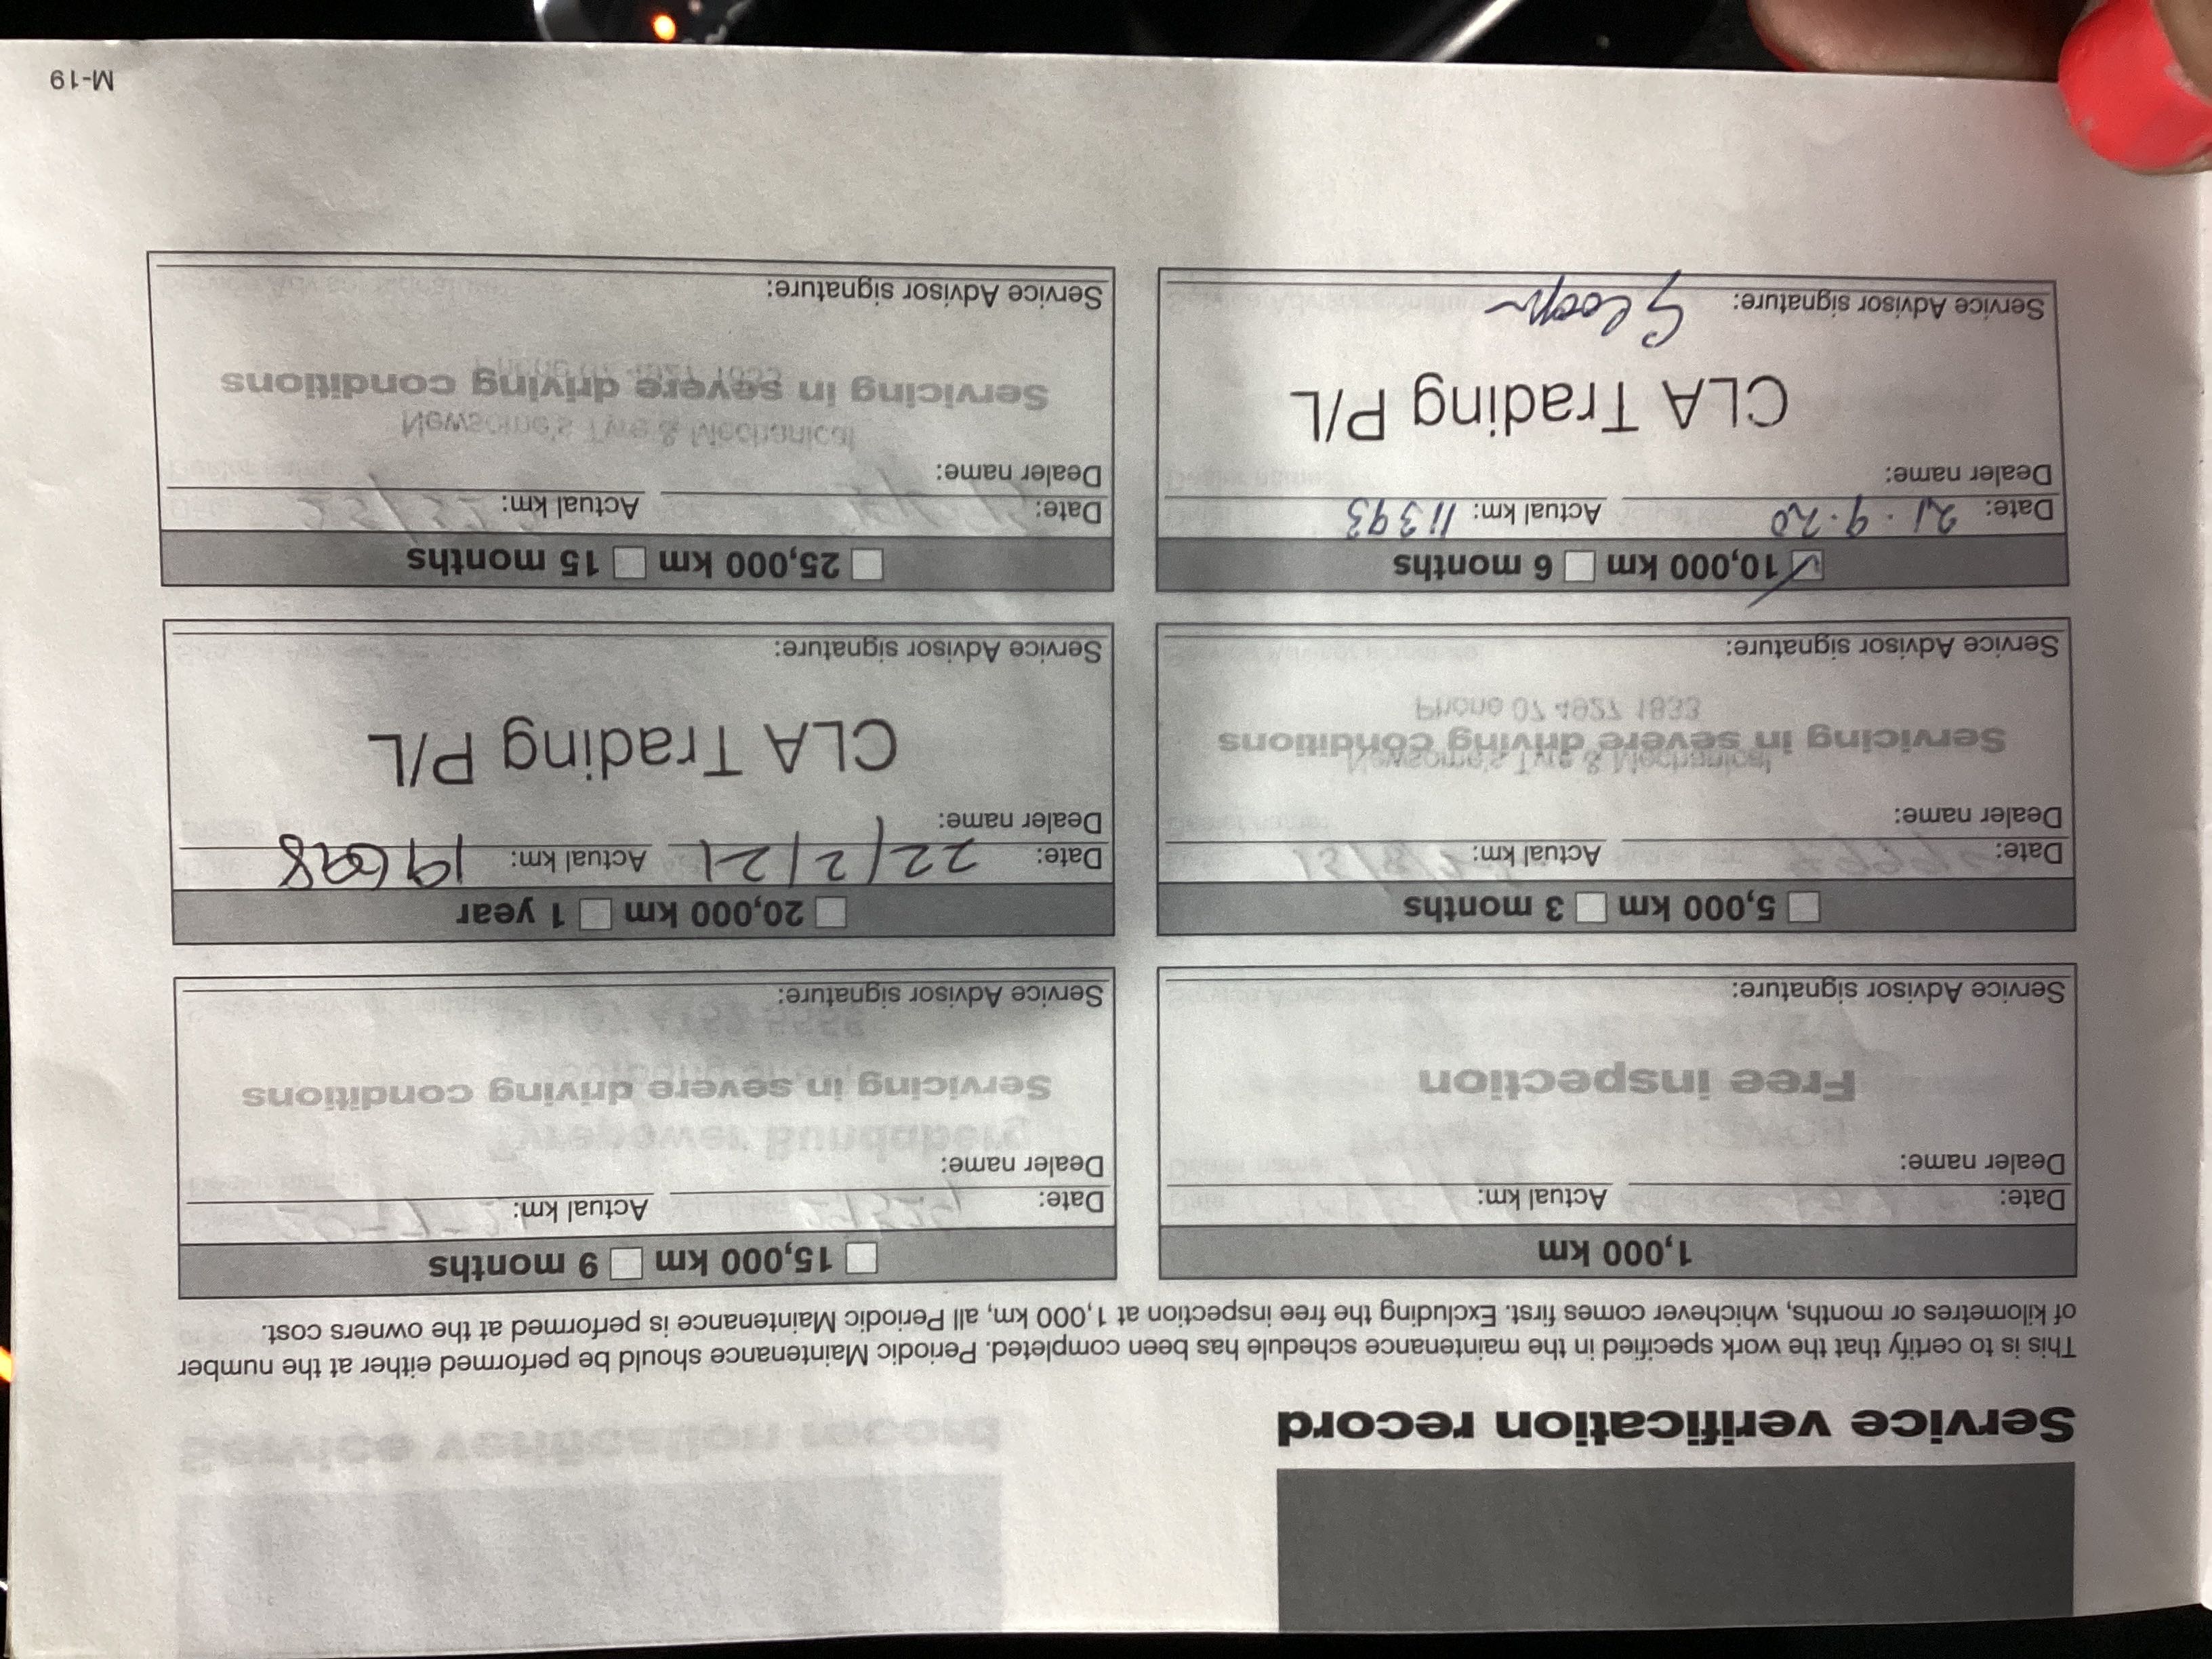 Service verification record
This is to certify that the work specified in the maintenance schedule has been completed. Periodic Maintenance should be performed either at the number
of kilometres or months, whichever comes first. Excluding the free inspection at 1,000 km, all Periodic Maintenance is performed at the owners cost.
1,000 km
Date: Actual km:
Dealer name:
Free inspection
Service Advisor signature:
5,000 km 3 months
Date: Actual km:
Dealer name:
Servicing in severe driving conditions
Service Advisor signature:
10,000 km 6 months
Date: 21.9.20 Actual km: 11393
Dealer name:
CLA Trading P/L
Service Advisor signature:
15,000 km 9 months
Date: Actual km:
Dealer name:
Servicing in severe driving conditions
Service Advisor signature:
20,000 km 1 year
Date: 22/2/21 Actual km:
Dealer name:
CLA Trading P/L
Service Advisor signature:
25,000 km 15 months
Date: Actual km:
Dealer name:
Servicing in severe driving conditions
Service Advisor signature:
M-19